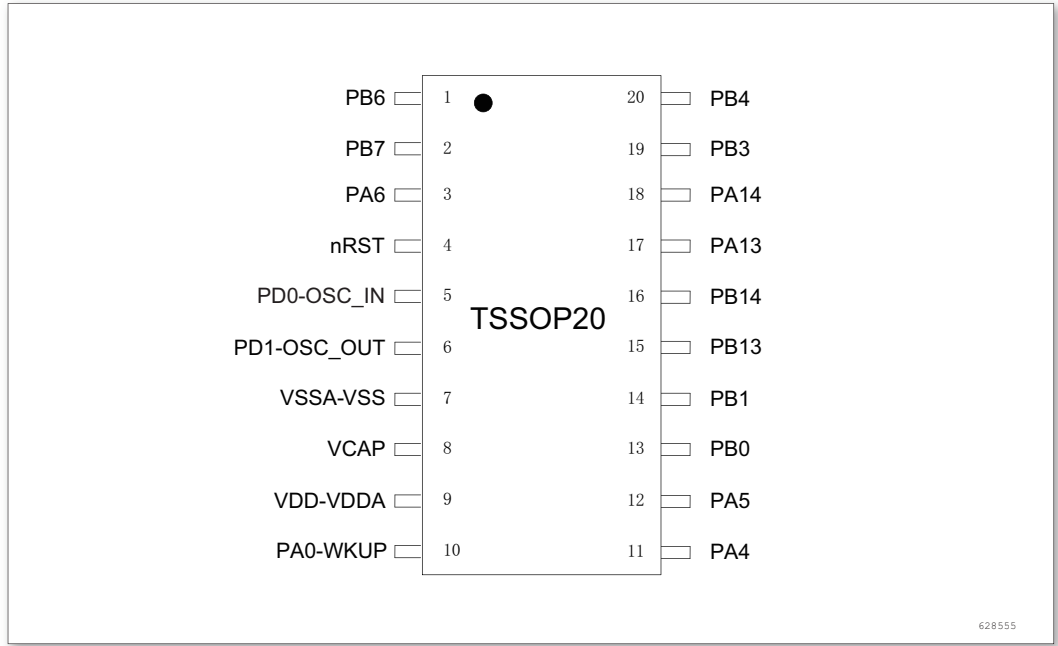 PB6 1 20 PB4
PB7 2 19 PB3
PA6 3 18 PA14
nRST 4 17 PA13
PD0-OSC_IN 5 16 PB14
TSSOP20
PD1-OSC_OUT 6 15 PB13
VSSA-VSS 7 14 PB1
VCAP 8 13 PB0
VDD-VDDA 9 12 PA5
PA0-WKUP 10 11 PA4
628555